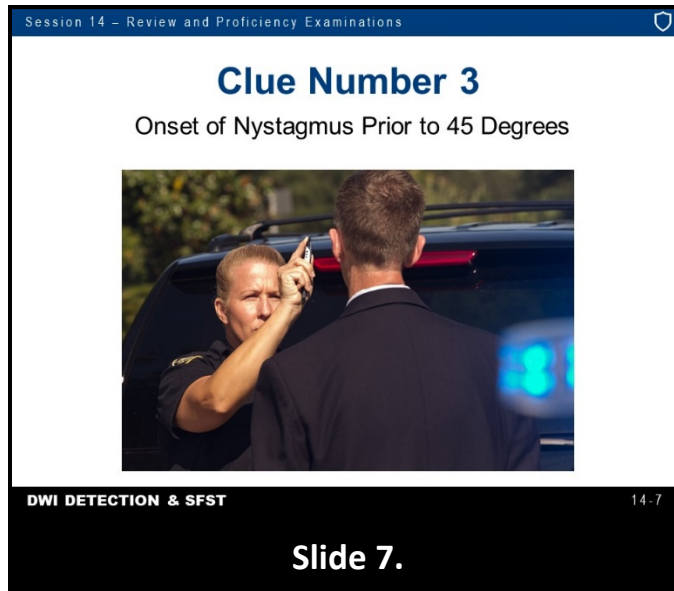 Session 14 – Review and Proficiency Examinations
Clue Number 3
Onset of Nystagmus Prior to 45 Degrees
DWI DETECTION & SFST
14-7
Slide 7.